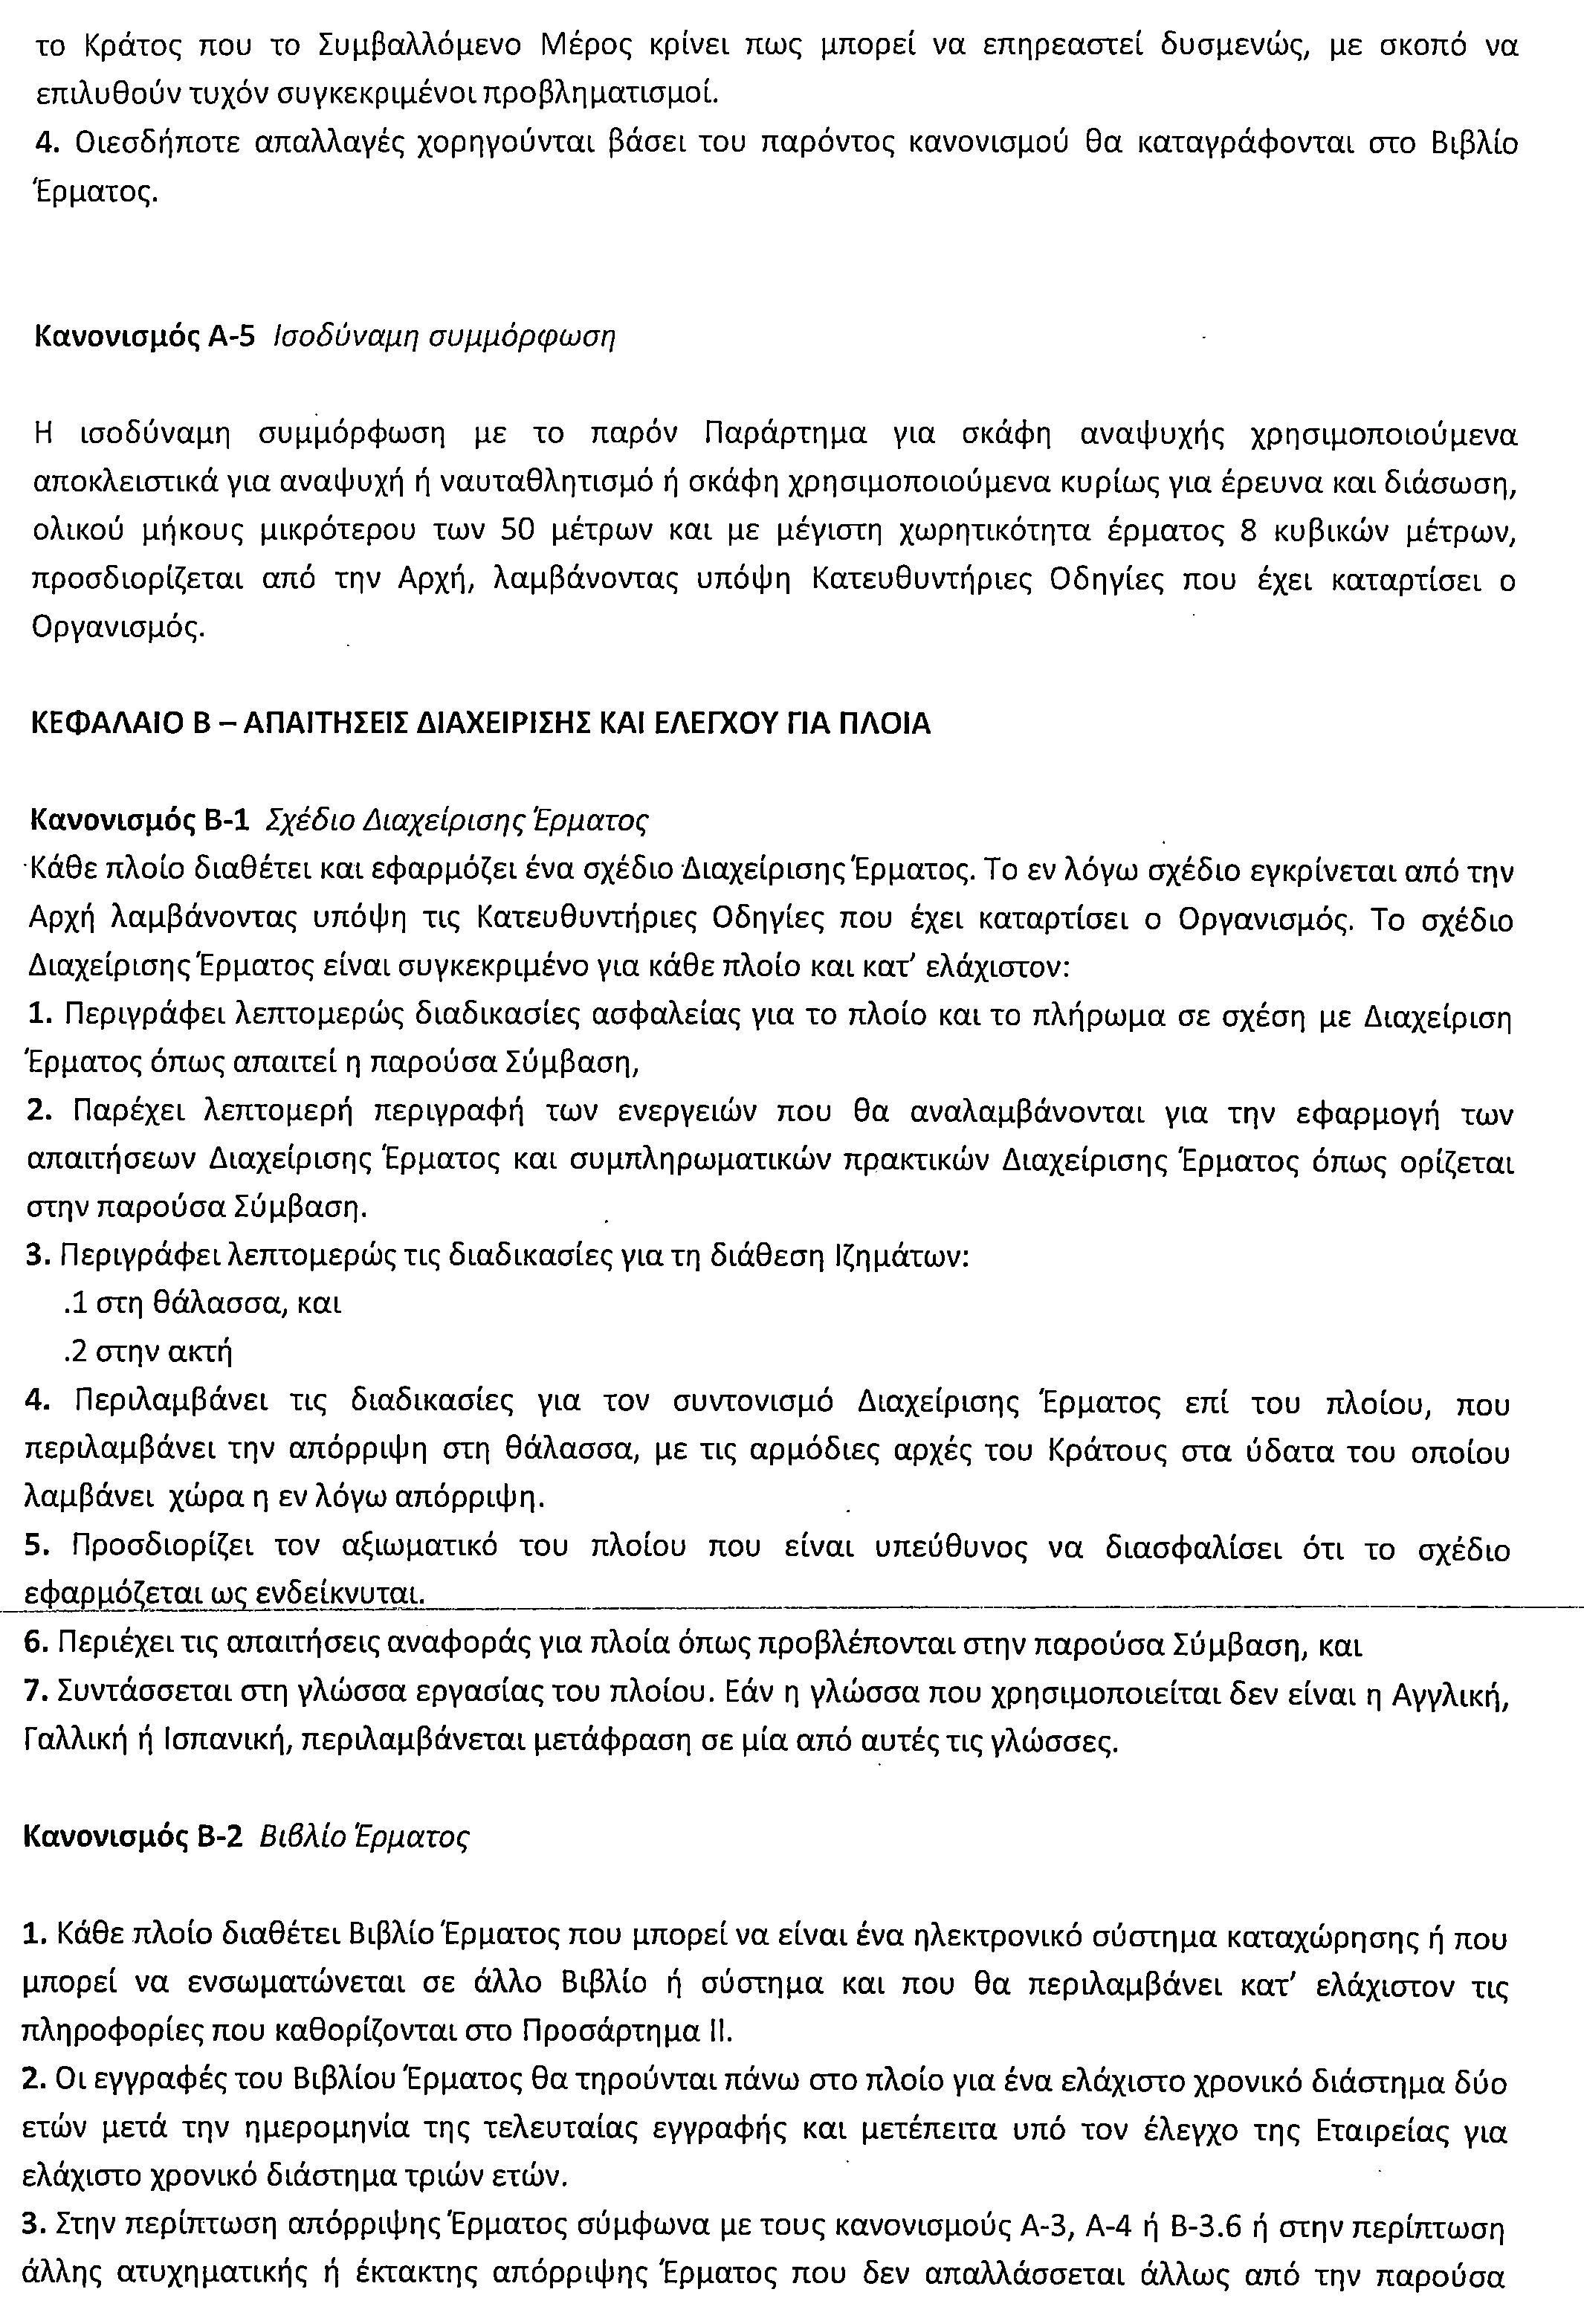 το Κράτος που το Συμβαλλόμενο Μέρος κρίνει πως μπορεί να επηρεαστεί δυσμενώς, με σκοπό να
επιλυθούν τυχόν συγκεκριμένοι προβληματισμοί.
4. Οιεσδήποτε απαλλαγές χορηγούνται βάσει του παρόντος κανονισμού θα καταγράφονται στο Βιβλίο
Έρματος.
Κανονισμός Α-5 Ισοδύναμη συμμόρφωση
Η ισοδύναμη συμμόρφωση με το παρόν Παράρτημα για σκάφη αναψυχής χρησιμοποιούμενα
αποκλειστικά για αναψυχή ή ναυταθλητισμό ή σκάφη χρησιμοποιούμενα κυρίως για έρευνα και διάσωση,
ολικού μήκους μικρότερου των 50 μέτρων και με μέγιστη χωρητικότητα έρματος 8 κυβικών μέτρων,
προσδιορίζεται από την Αρχή, λαμβάνοντας υπόψη Κατευθυντήριες Οδηγίες που έχει καταρτίσει ο
Οργανισμός.
ΚΕΦΑΛΑΙΟ Β – ΑΠΑΙΤΗΣΕΙΣ ΔΙΑΧΕΙΡΙΣΗΣ ΚΑΙ ΕΛΕΓΧΟΥ ΓΙΑ ΠΛΟΙΑ
Κανονισμός Β-1 Σχέδιο Διαχείρισης Έρματος
Κάθε πλοίο διαθέτει και εφαρμόζει ένα σχέδιο Διαχείρισης Έρματος. Το εν λόγω σχέδιο εγκρίνεται από την
Αρχή λαμβάνοντας υπόψη τις Κατευθυντήριες Οδηγίες που έχει καταρτίσει ο Οργανισμός. Το σχέδιο
Διαχείρισης Έρματος είναι συγκεκριμένο για κάθε πλοίο και κατ’ ελάχιστον:
1. Περιγράφει λεπτομερώς διαδικασίες ασφαλείας για το πλοίο και το πλήρωμα σε σχέση με Διαχείριση
Έρματος όπως απαιτεί η παρούσα Σύμβαση,
2. Παρέχει λεπτομερή περιγραφή των ενεργειών που θα αναλαμβάνονται για την εφαρμογή των
απαιτήσεων Διαχείρισης Έρματος και συμπληρωματικών πρακτικών Διαχείρισης Έρματος όπως ορίζεται
στην παρούσα Σύμβαση.
3. Περιγράφει λεπτομερώς τις διαδικασίες για τη διάθεση Ιζημάτων:
.1 στη θάλασσα, και
.2 στην ακτή
4. Περιλαμβάνει τις διαδικασίες για τον συντονισμό Διαχείρισης Έρματος επί του πλοίου, που
περιλαμβάνει την απόρριψη στη θάλασσα, με τις αρμόδιες αρχές του Κράτους στα ύδατα του οποίου
λαμβάνει χώρα η εν λόγω απόρριψη.
5. Προσδιορίζει τον αξιωματικό του πλοίου που είναι υπεύθυνος να διασφαλίσει ότι το σχέδιο
εφαρμόζεται ως ενδείκνυται.
6. Περιέχει τις απαιτήσεις αναφοράς για πλοία όπως προβλέπονται στην παρούσα Σύμβαση, και
7. Συντάσσεται στη γλώσσα εργασίας του πλοίου. Εάν η γλώσσα που χρησιμοποιείται δεν είναι η Αγγλική,
Γαλλική ή Ισπανική, περιλαμβάνεται μετάφραση σε μία από αυτές τις γλώσσες.
Κανονισμός Β-2 Βιβλίο Έρματος
1. Κάθε πλοίο διαθέτει Βιβλίο Έρματος που μπορεί να είναι ένα ηλεκτρονικό σύστημα καταχώρησης ή που
μπορεί να ενσωματώνεται σε άλλο Βιβλίο ή σύστημα και που θα περιλαμβάνει κατ’ ελάχιστον τις
πληροφορίες που καθορίζονται στο Προσάρτημα ΙΙ.
2. Οι εγγραφές του Βιβλίου Έρματος θα τηρούνται πάνω στο πλοίο για ένα ελάχιστο χρονικό διάστημα δύο
ετών μετά την ημερομηνία της τελευταίας εγγραφής και μετέπειτα υπό τον έλεγχο της Εταιρείας για
ελάχιστο χρονικό διάστημα τριών ετών.
3. Στην περίπτωση απόρριψης Έρματος σύμφωνα με τους κανονισμούς Α-3, Α-4 ή Β-3.6 ή στην περίπτωση
άλλης ατυχηματικής ή έκτακτης απόρριψης Έρματος που δεν απαλλάσσεται άλλως από την παρούσα